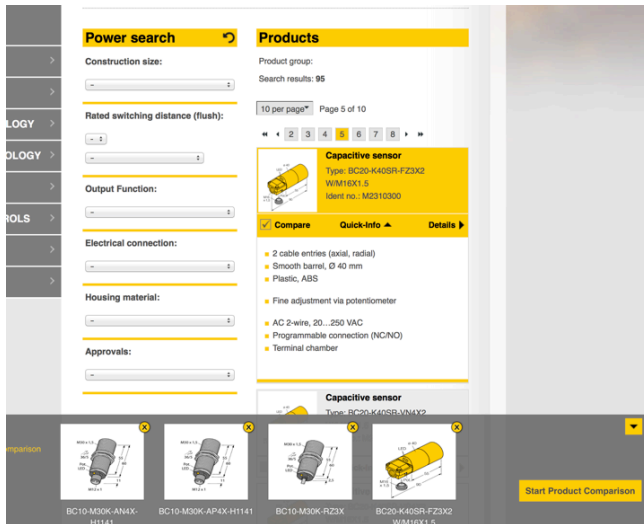 Power search
Products
Construction size:
-
Rated switching distance (flush):
-
-
Output Function:
-
Electrical connection:
-
Housing material:
-
Approvals:
-
LOGY
OLOGY
ROLS
Product group:
Search results: 95
10 per page
Page 5 of 10
2 3 4 5 6 7 8
Capacitive sensor
Type: BC20-K40SR-FZ3X2
W/M16X1.5
Ident no.: M2310300
Compare Quick-Info Details
2 cable entries (axial, radial)
Smooth barrel, Ø 40 mm
Plastic, ABS
Fine adjustment via potentiometer
AC 2-wire, 20...250 VAC
Programmable connection (NC/NO)
Terminal chamber
Capacitive sensor
Type: BC20-K40SR-VN4X2
omparison
BC10-M30K-AN4X-
H1141
BC10-M30K-AP4X-H1141
BC10-M30K-RZ3X
BC20-K40SR-FZ3X2
W/M16X1.5
Start Product Comparison